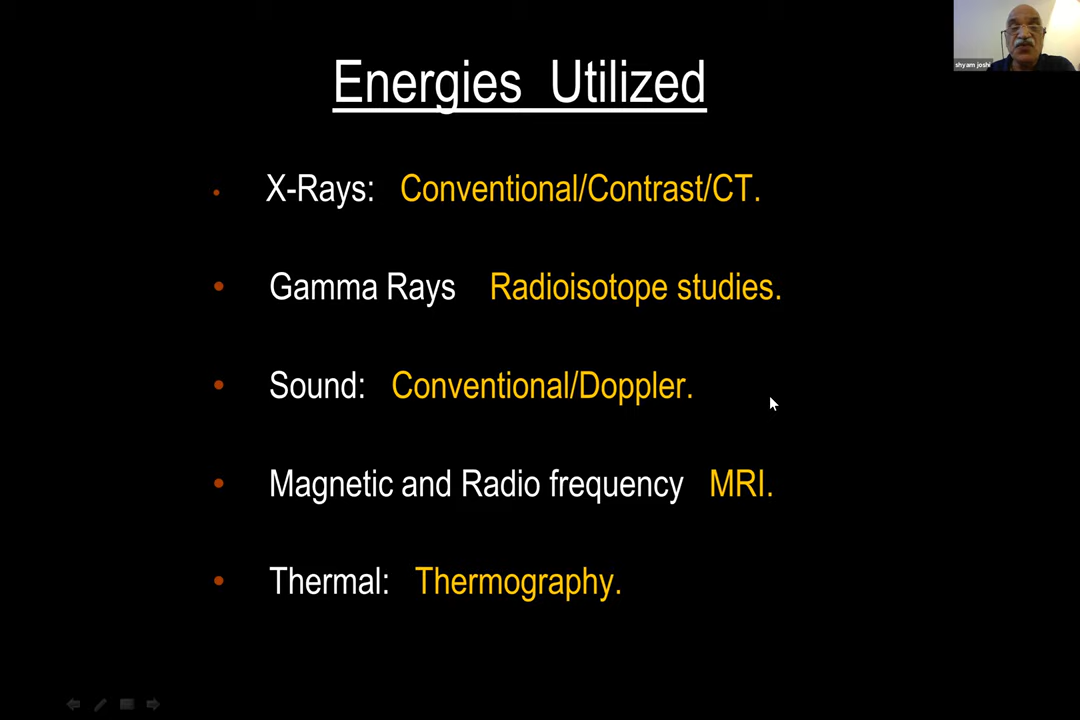 shyam joshi
Energies Utilized
• X-Rays: Conventional/Contrast/CT.
• Gamma Rays Radioisotope studies.
• Sound: Conventional/Doppler.
• Magnetic and Radio frequency MRI.
• Thermal: Thermography.